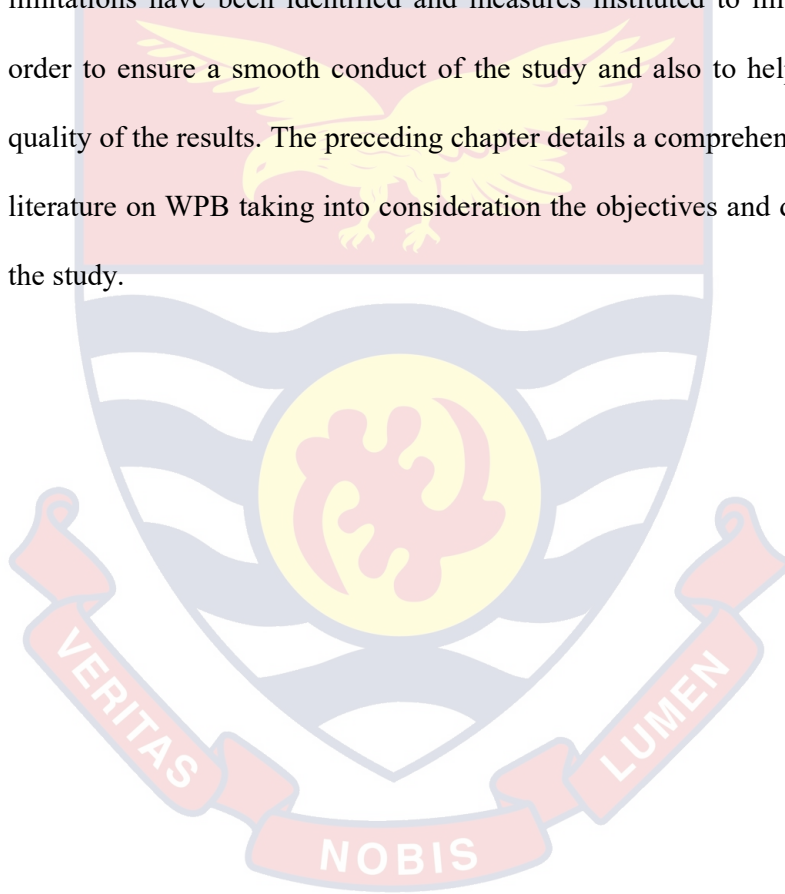 limitations have been identified and measures instituted to
order to ensure a smooth conduct of the study and also to
quality of the results. The preceding chapter details a
literature on WPB taking into consideration the objectives and
the study.
VERITAS
NOBIS
LUMEN